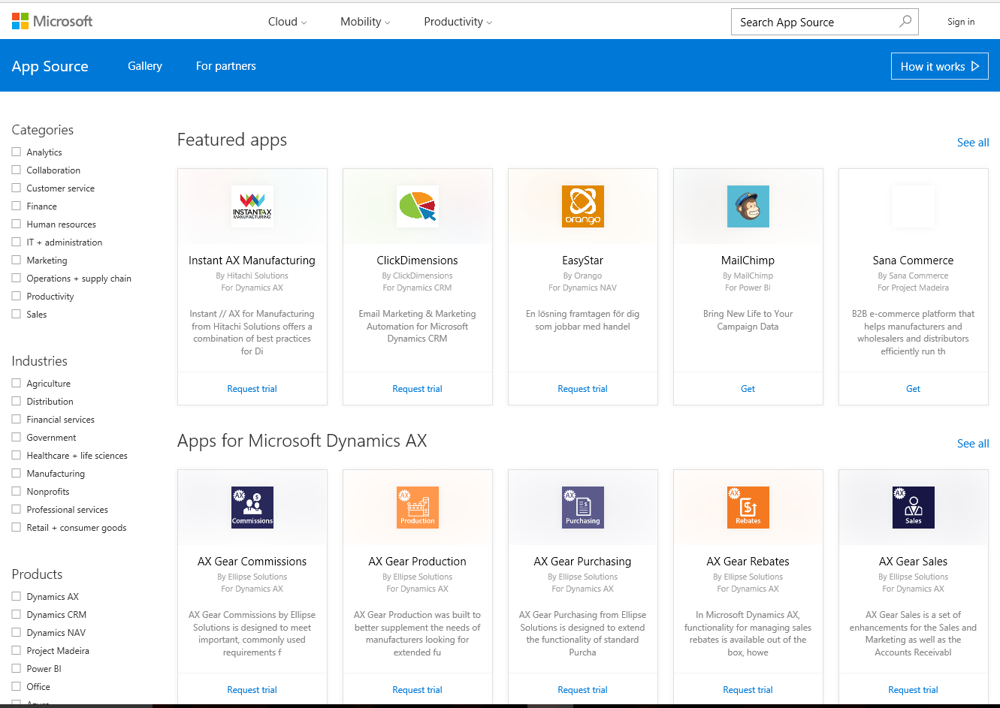 Microsoft
Cloud
Mobility
Productivity
Search App Source
Sign in
App Source
Gallery
For partners
How it works
Categories
Analytics
Collaboration
Customer service
Finance
Human resources
IT + administration
Marketing
Operations + supply chain
Productivity
Sales
Industries
Agriculture
Distribution
Financial services
Government
Healthcare + life sciences
Manufacturing
Nonprofits
Professional services
Retail + consumer goods
Products
Dynamics AX
Dynamics CRM
Dynamics NAV
Project Madeira
Power BI
Office
Azure
Featured apps
See all
INSTANTAX
MANUFACTURING
Instant AX Manufacturing
By Hitachi Solutions
For Dynamics AX
Instant // AX for Manufacturing
from Hitachi Solutions offers a
combination of best practices
for Di
Request trial
ClickDimensions
By ClickDimensions
For Dynamics CRM
Email Marketing & Marketing
Automation for Microsoft
Dynamics CRM
Request trial
orango
EasyStar
By Orango
For Dynamics NAV
En lösning framtagen för dig
som jobbar med handel
Request trial
MailChimp
By MailChimp
For Power BI
Bring New Life to Your
Campaign Data
Get
Sana Commerce
By Sana Commerce
For Project Madeira
B2B e-commerce platform that
helps manufacturers and
wholesalers and distributors
efficiently run th
Get
Apps for Microsoft Dynamics AX
See all
AX
Commissions
AX Gear Commissions
By Ellipse Solutions
For Dynamics AX
AX Gear Commissions by Ellipse
Solutions is designed to meet
important, commonly used
requirements f
Request trial
AX
Production
AX Gear Production
By Ellipse Solutions
For Dynamics AX
AX Gear Production was built to
better supplement the needs of
manufacturers looking for
extended fu
Request trial
AX
Purchasing
AX Gear Purchasing
By Ellipse Solutions
For Dynamics AX
AX Gear Purchasing from Ellipse
Solutions is designed to extend
the functionality of standard
Purcha
Request trial
AX
Rebates
AX Gear Rebates
By Ellipse Solutions
For Dynamics AX
In Microsoft Dynamics AX,
functionality for managing sales
rebates is available out of the
box, howe
Request trial
AX
Sales
AX Gear Sales
By Ellipse Solutions
For Dynamics AX
AX Gear Sales is a set of
enhancements for the Sales and
Marketing as well as the
Accounts Receivabl
Request trial